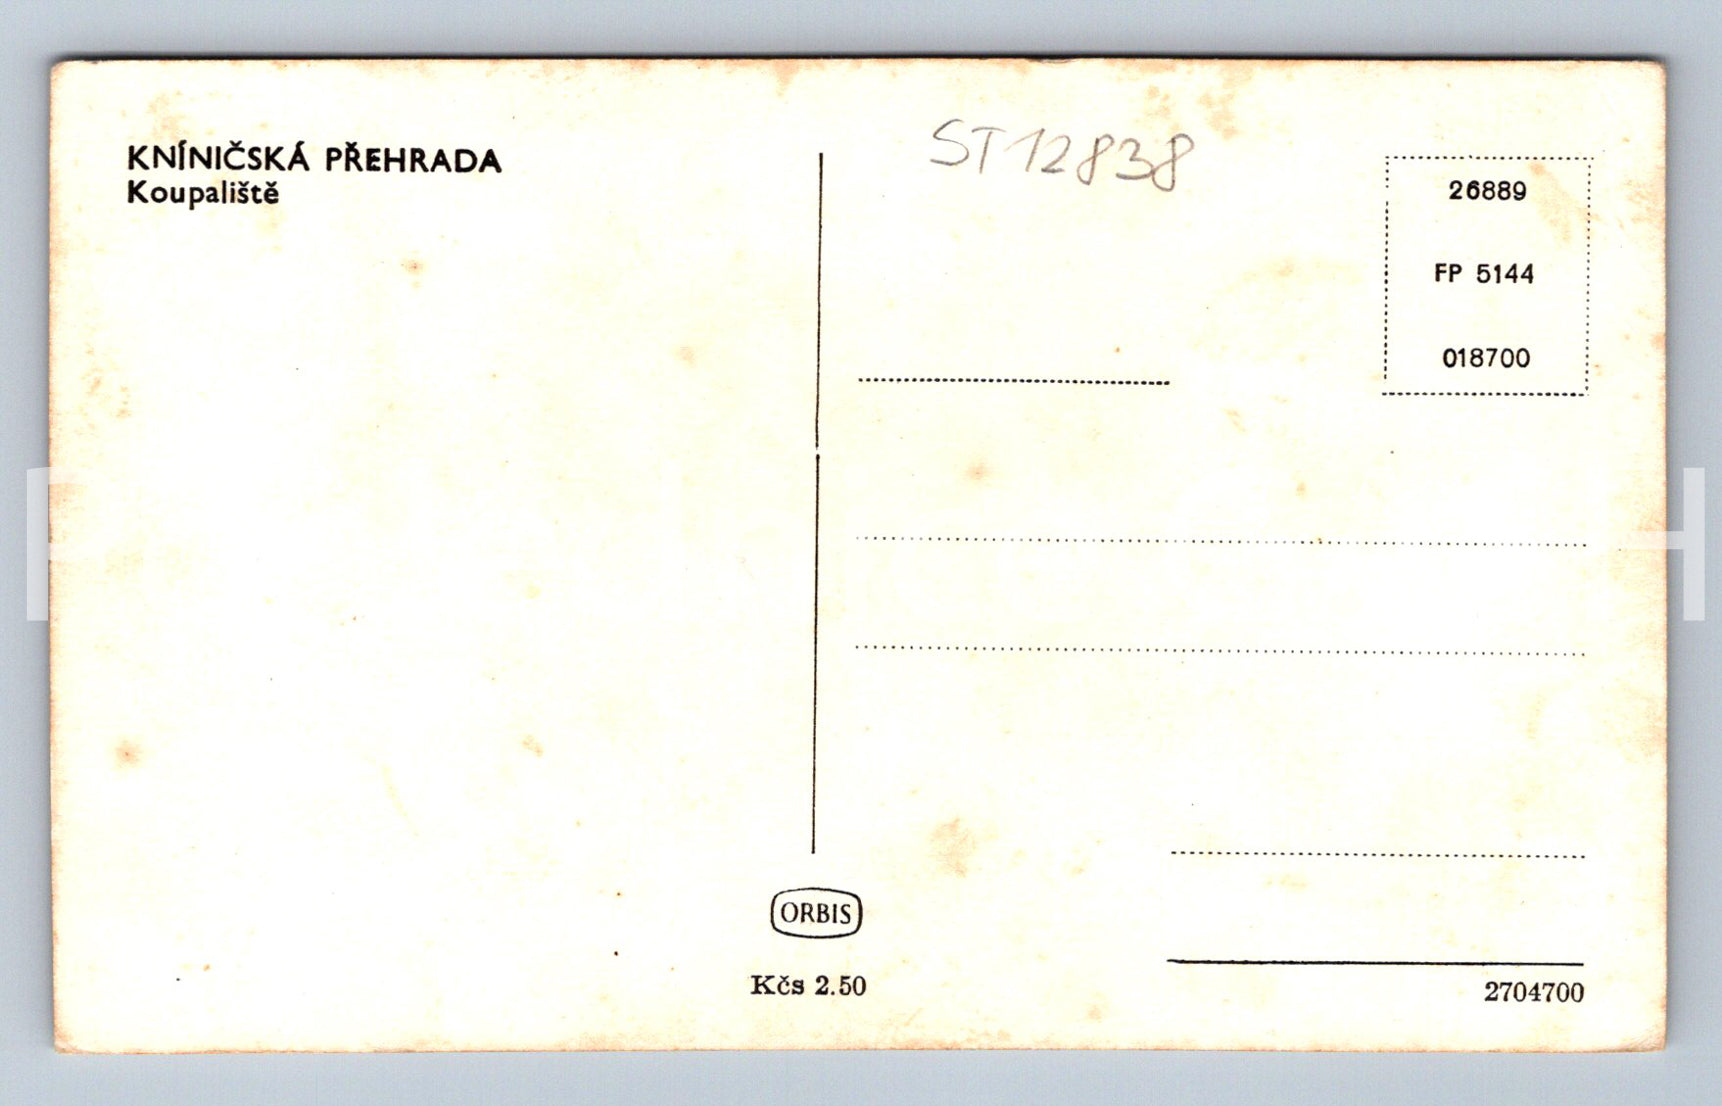 KNÍNIČSKÁ PŘEHRADA
Koupaliště
ST12838
26889
FP 5144
018700
ORBIS
Kčs 2.50
2704700